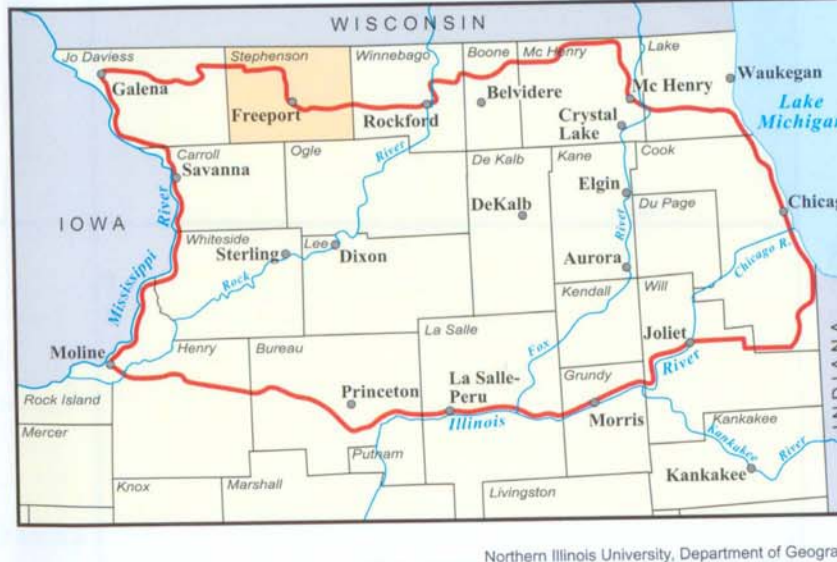 WISCONSIN
Jo Daviess
Stephenson
Winnebago
Boone
Mc Henry
Lake
Galena
Freeport
Rockford
Belvidere
Mc Henry
Waukegan
Crystal
Lake
Lake
Michigan
Carroll
Savanna
Ogle
River
De Kalb
Kane
Cook
Elgin
DeKalb
Du Page
Chicag
IOWA
River
Mississippi
Whiteside
Sterling
Lee
Dixon
Rock
River
Aurora
Chicago R.
Kendall
Will
Joliet
Moline
Henry
Bureau
La Salle
Fox
River
Grundy
Rock Island
Princeton
La Salle-
Peru
Illinois
Morris
Mercer
Putnam
Kankakee
Kankakee
River
Kankakee
INDIANA
Knox
Marshall
Livingston
Northern Illinois University, Department of Geogra